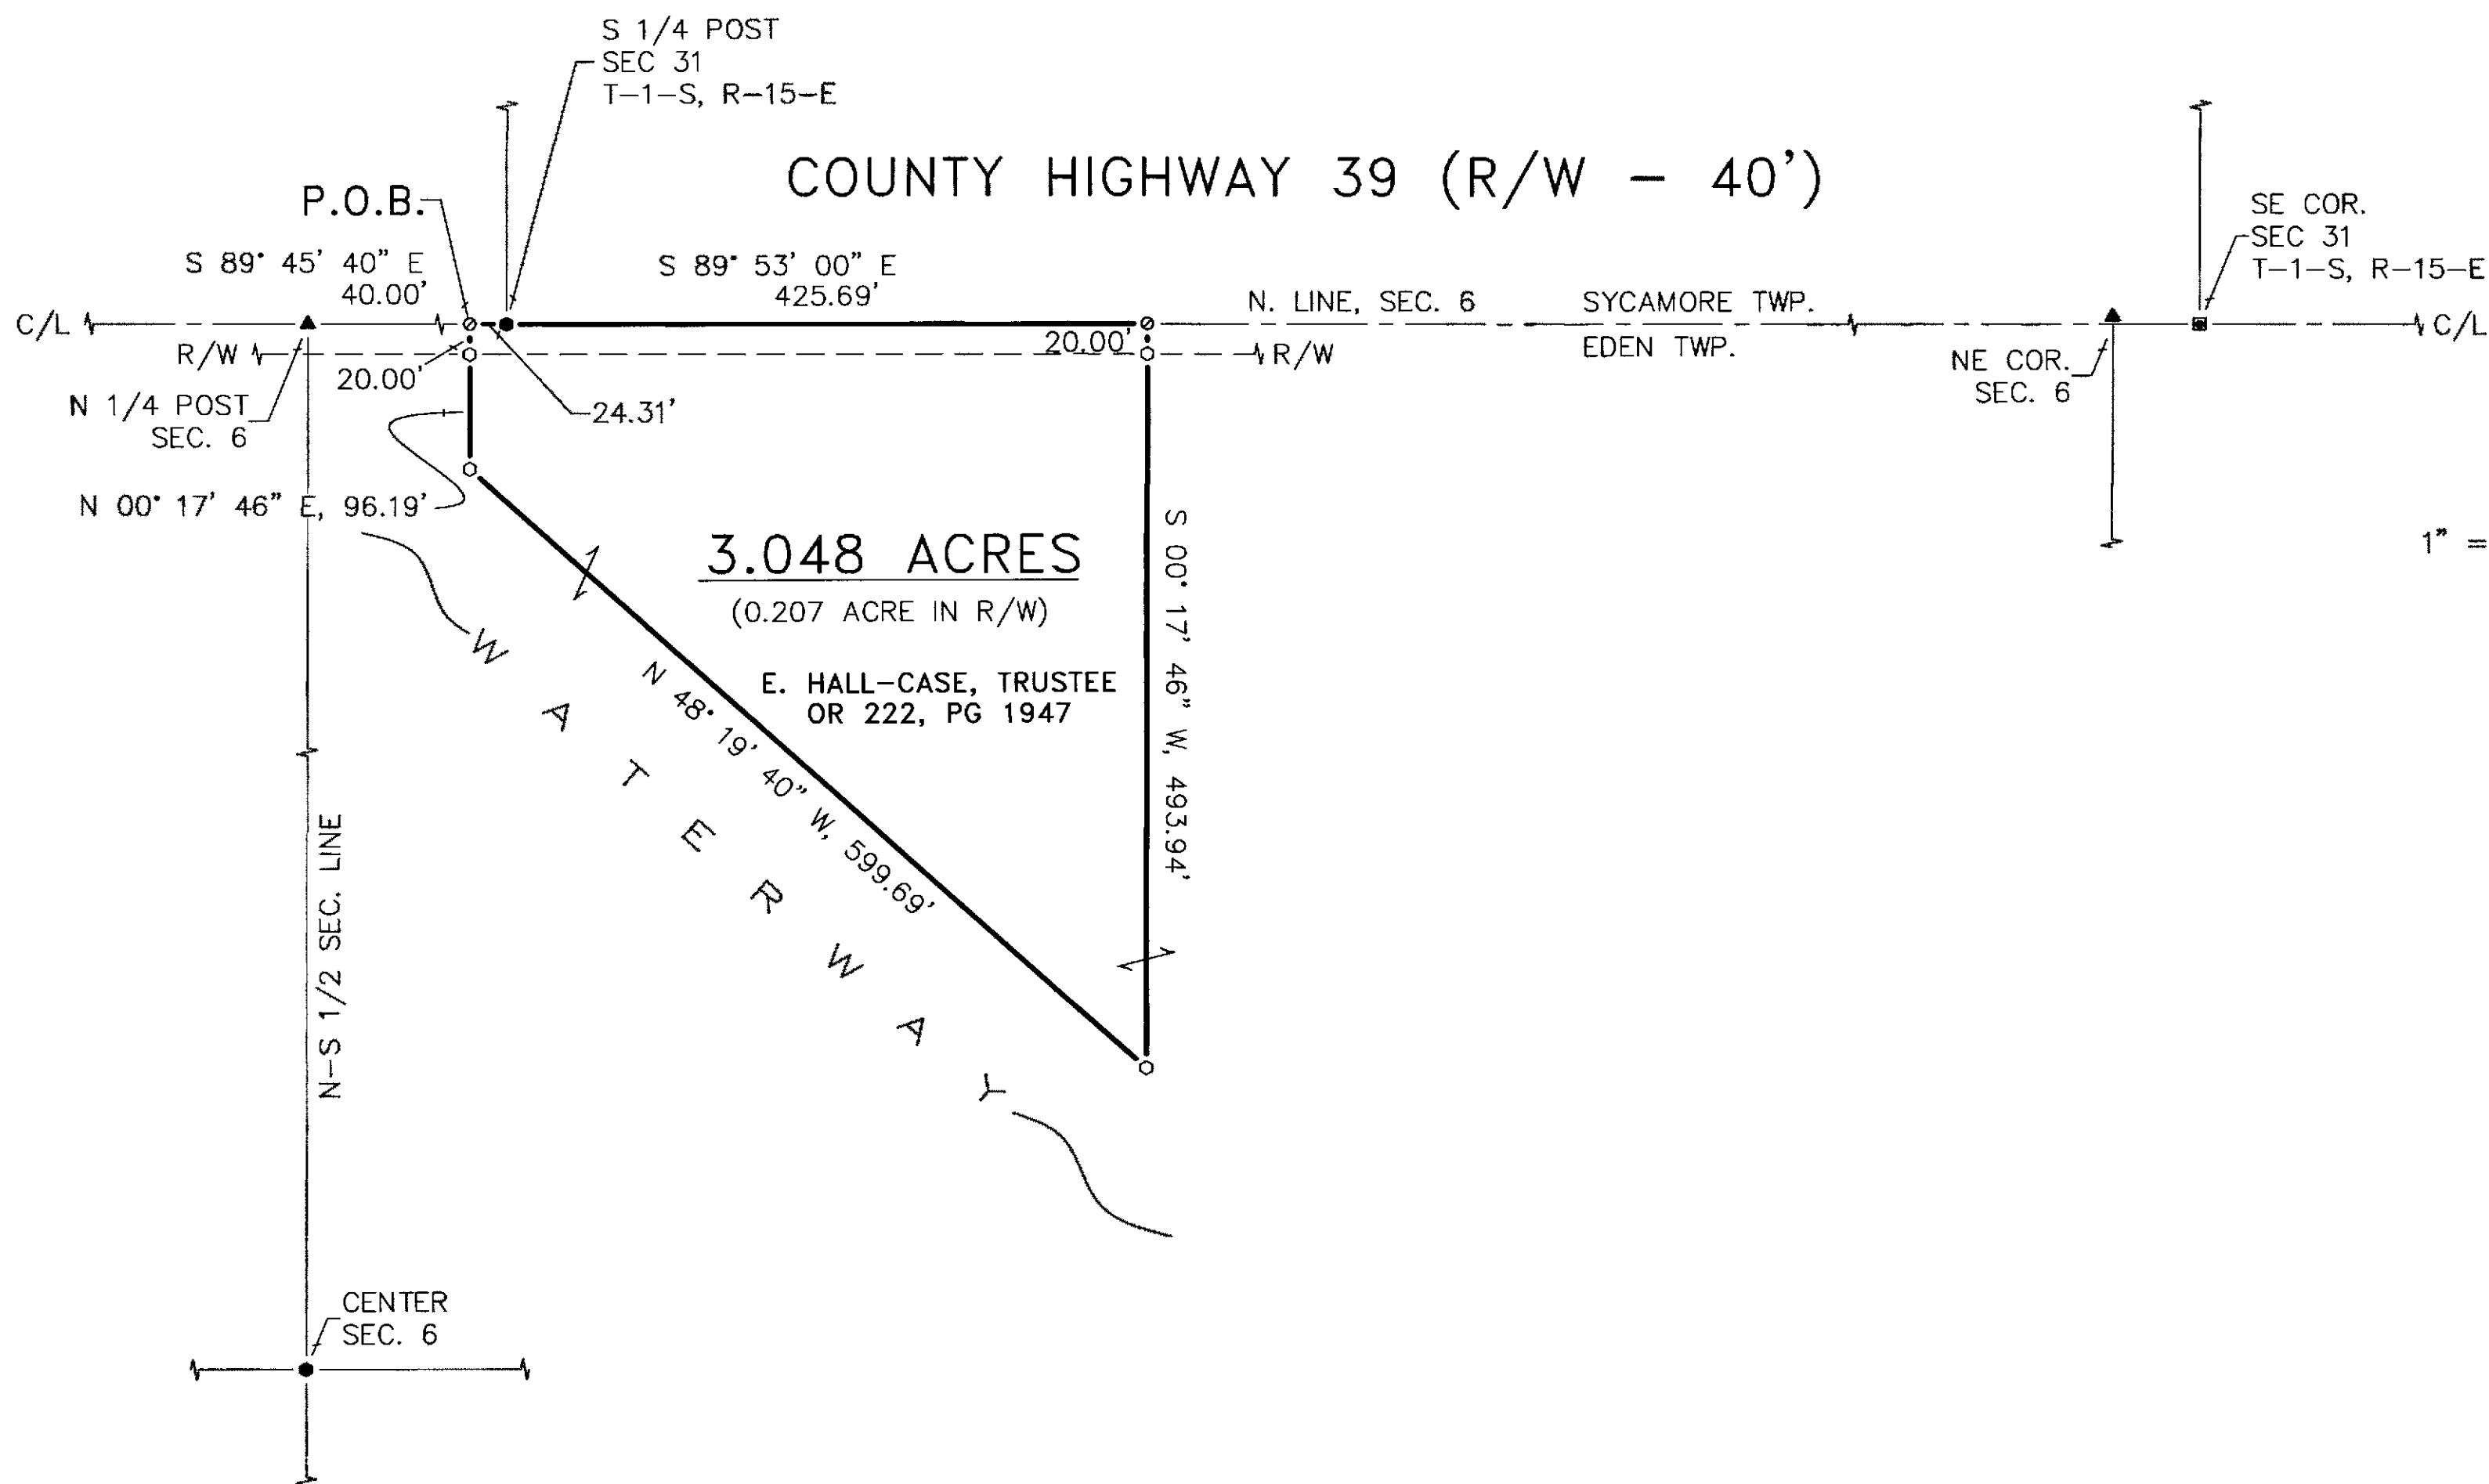 S 1/4 POST
SEC 31
T-1-S, R-15-E
COUNTY HIGHWAY 39 (R/W - 40')
P.O.B.
SE COR.
SEC 31
T-1-S, R-15-E
S 89° 45' 40" E
40.00'
S 89° 53' 00" E
425.69'
N. LINE, SEC. 6
SYCAMORE TWP.
C/L
C/L
20.00'
EDEN TWP.
R/W
R/W
NE COR.
SEC. 6
20.00'
24.31'
N 1/4 POST
SEC. 6
N 00° 17' 46" E, 96.19'
3.048 ACRES
(0.207 ACRE IN R/W)
S 00° 17' 46" W, 493.94'
1" =
E. HALL-CASE, TRUSTEE
OR 222, PG 1947
N 48° 19' 40" W, 599.69'
WATERWAY
N-S 1/2 SEC. LINE
CENTER
SEC. 6